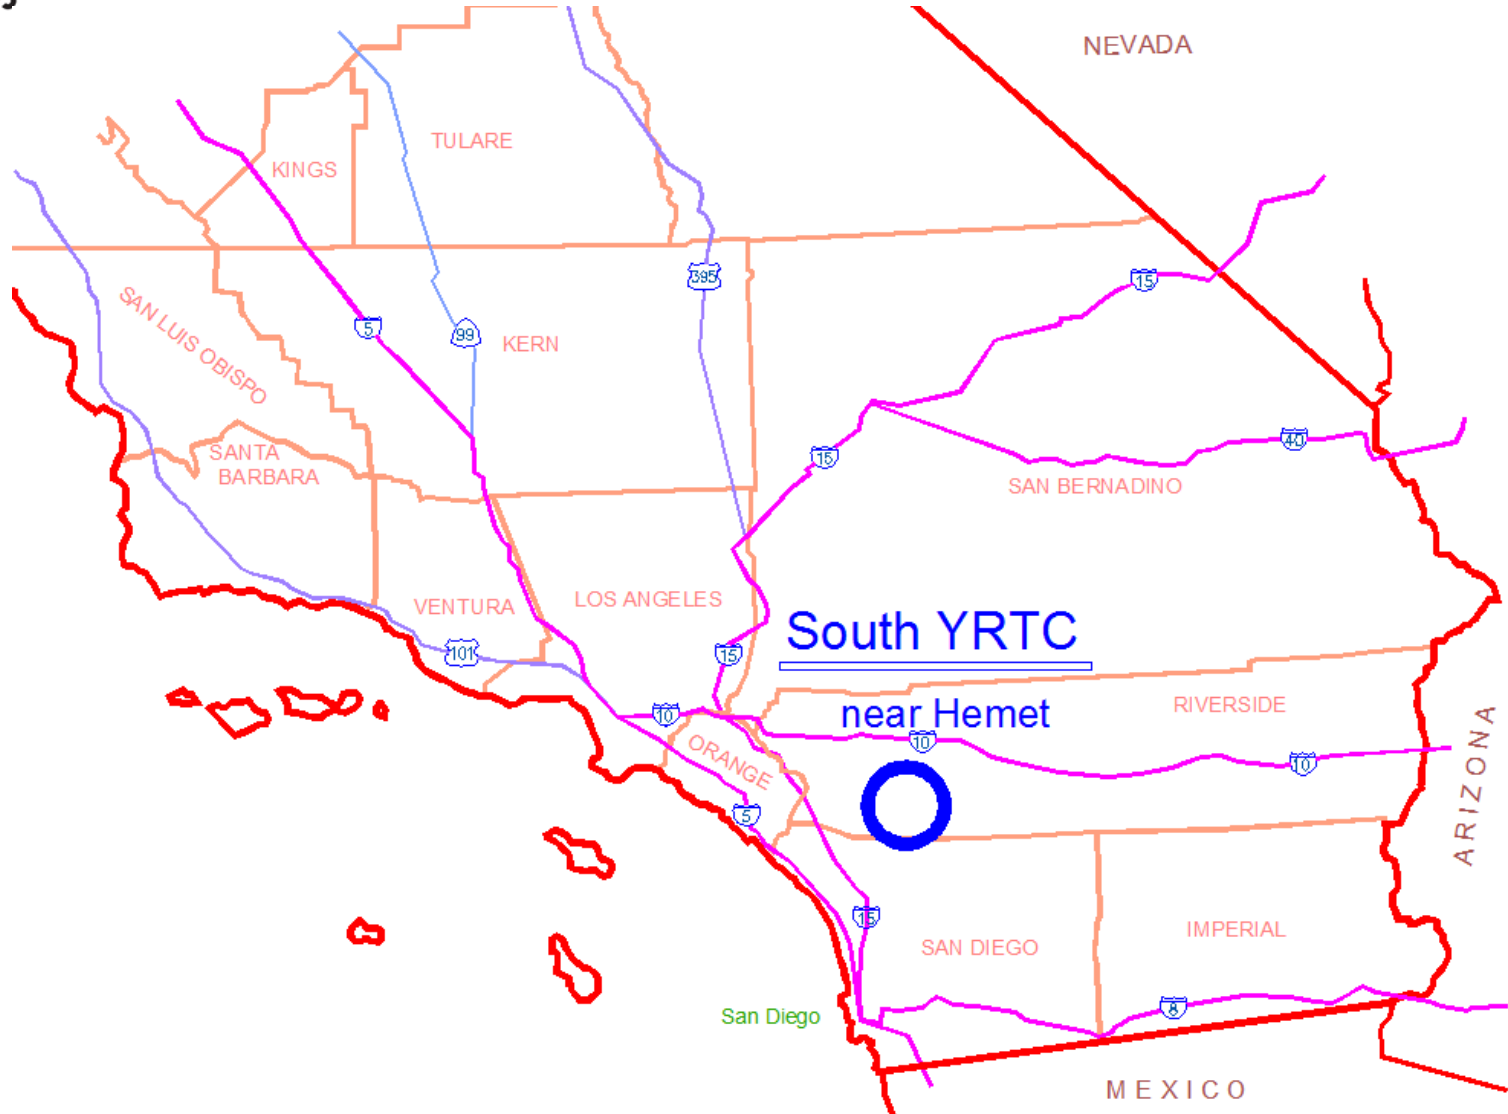 NEVADA
TULARE
KINGS
395
15
SAN LUIS OBISPO
5
99
KERN
40
15
SANTA
BARBARA
SAN BERNADINO
VENTURA
LOS ANGELES
South YRTC
101
15
10
near Hemet
RIVERSIDE
ORANGE
10
10
ARIZONA
5
15
SAN DIEGO
IMPERIAL
San Diego
8
MEXICO